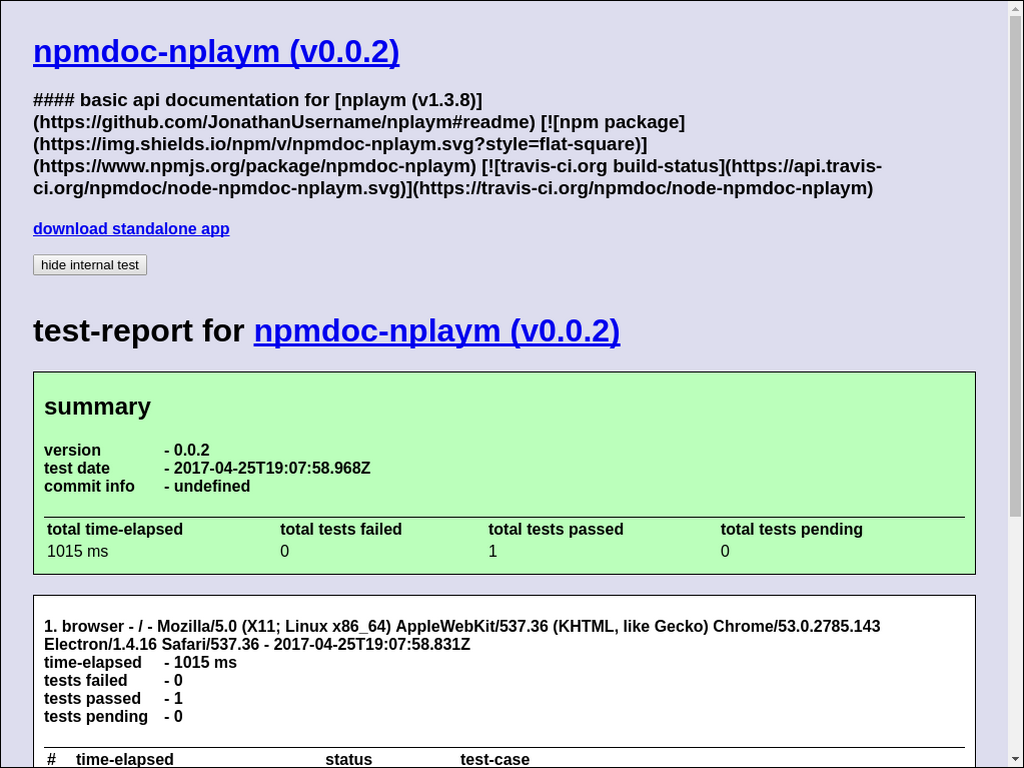 npmdoc-nplaym (v0.0.2)
#### basic api documentation for [nplaym (v1.3.8)]
(https://github.com/JonathanUsername/nplaym#readme) [![npm package]
(https://img.shields.io/npm/v/npmdoc-nplaym.svg?style=flat-square)]
(https://www.npmjs.org/package/npmdoc-nplaym) [![travis-ci.org build-status](https://api.travis-
ci.org/npmdoc/node-npmdoc-nplaym.svg)](https://travis-ci.org/npmdoc/node-npmdoc-nplaym)
download standalone app
hide internal test
test-report for npmdoc-nplaym (v0.0.2)
summary
version - 0.0.2
test date - 2017-04-25T19:07:58.968Z
commit info - undefined
total time-elapsed total tests failed total tests passed total tests pending
1015 ms 0 1 0
1. browser - / - Mozilla/5.0 (X11; Linux x86_64) AppleWebKit/537.36 (KHTML, like Gecko) Chrome/53.0.2785.143
Electron/1.4.16 Safari/537.36 - 2017-04-25T19:07:58.831Z
time-elapsed - 1015 ms
tests failed - 0
tests passed - 1
tests pending - 0
# time-elapsed status test-case